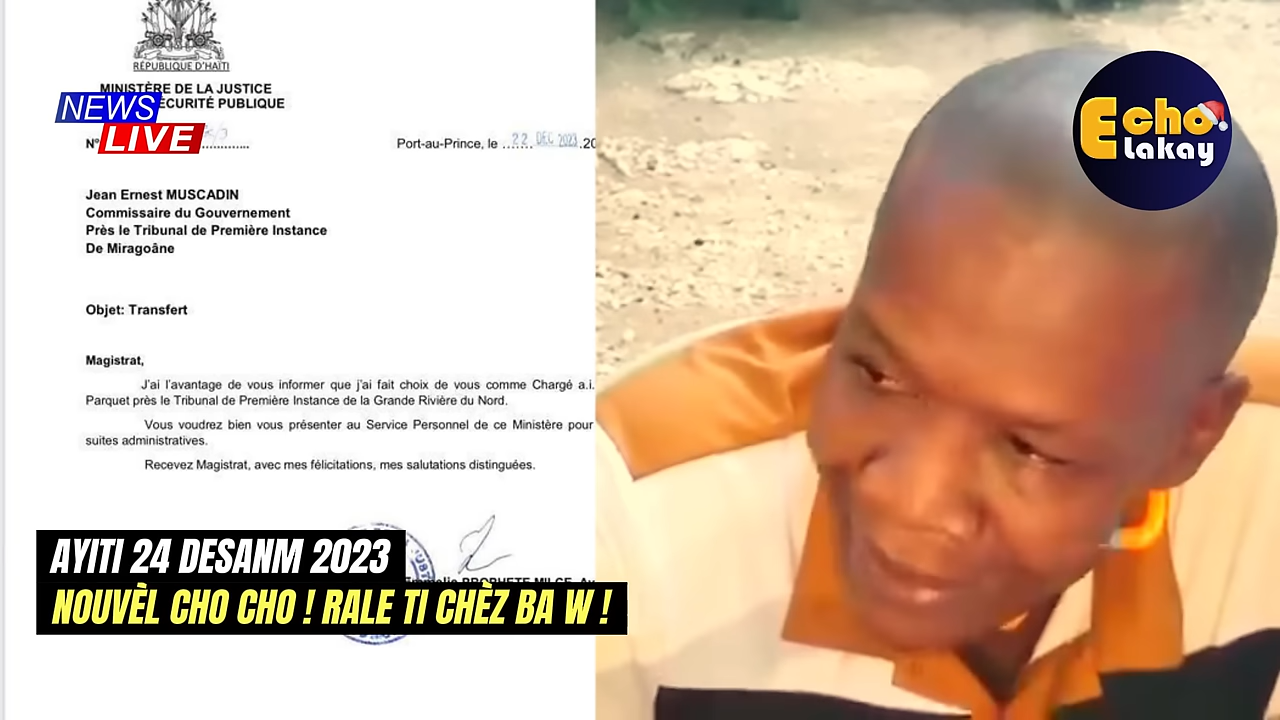 RÉPUBLIQUE D'HAÏTI
MINISTÈRE DE LA JUSTICE
SÉCURITÉ PUBLIQUE
NEWS
LIVE
N°
Port-au-Prince, le ....... 22 DEC 2023 .20
Jean Ernest MUSCADIN
Commissaire du Gouvernement
Près le Tribunal de Première Instance
De Miragoâne
Objet: Transfert
Magistrat,
J'ai l'avantage de vous informer que j'ai fait choix de vous comme Chargé a.i.
Parquet près le Tribunal de Première Instance de la Grande Rivière du Nord.
Vous voudrez bien vous présenter au Service Personnel de ce Ministère pour
suites administratives.
Recevez Magistrat, avec mes félicitations, mes salutations distinguées.
AYITI 24 DESANM 2023
NOUVÈL CHO CHO ! RALE TI CHÈZ BA W !
Echo
lakay